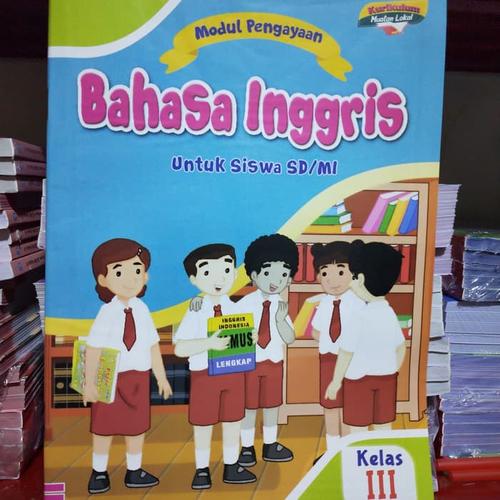 Modul Pengayaan
Kurikulum
Muatan Lokal
Bahasa Inggris
Untuk Siswa SD/MI
INGGRIS
INDONESIA
MUS
LENGKAP
Kelas
III